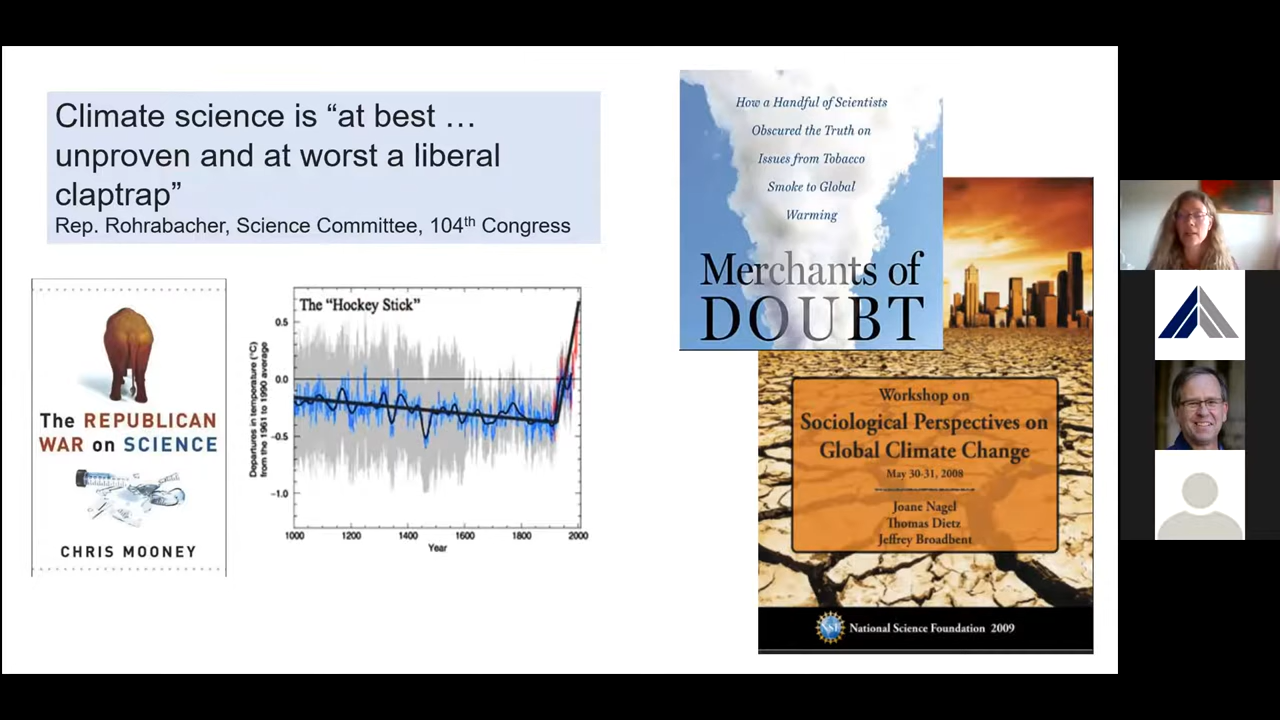 Climate science is “at best …
unproven and at worst a liberal
claptrap”
Rep. Rohrabacher, Science Committee, 104th Congress
The REPUBLICAN
WAR on SCIENCE
CHRIS MOONEY
The “Hockey Stick”
Departures in temperature (°C)
from the 1961 to 1990 average
0.5
0.0
-0.5
-1.0
1000
1200
1400
1600
1800
2000
Year
How a Handful of Scientists
Obscured the Truth on
Issues from Tobacco
Smoke to Global
Warming
Merchants of
DOUBT
Workshop on
Sociological Perspectives on
Global Climate Change
May 30-31, 2008
Joane Nagel
Thomas Dietz
Jeffrey Broadbent
NSF
National Science Foundation 2009